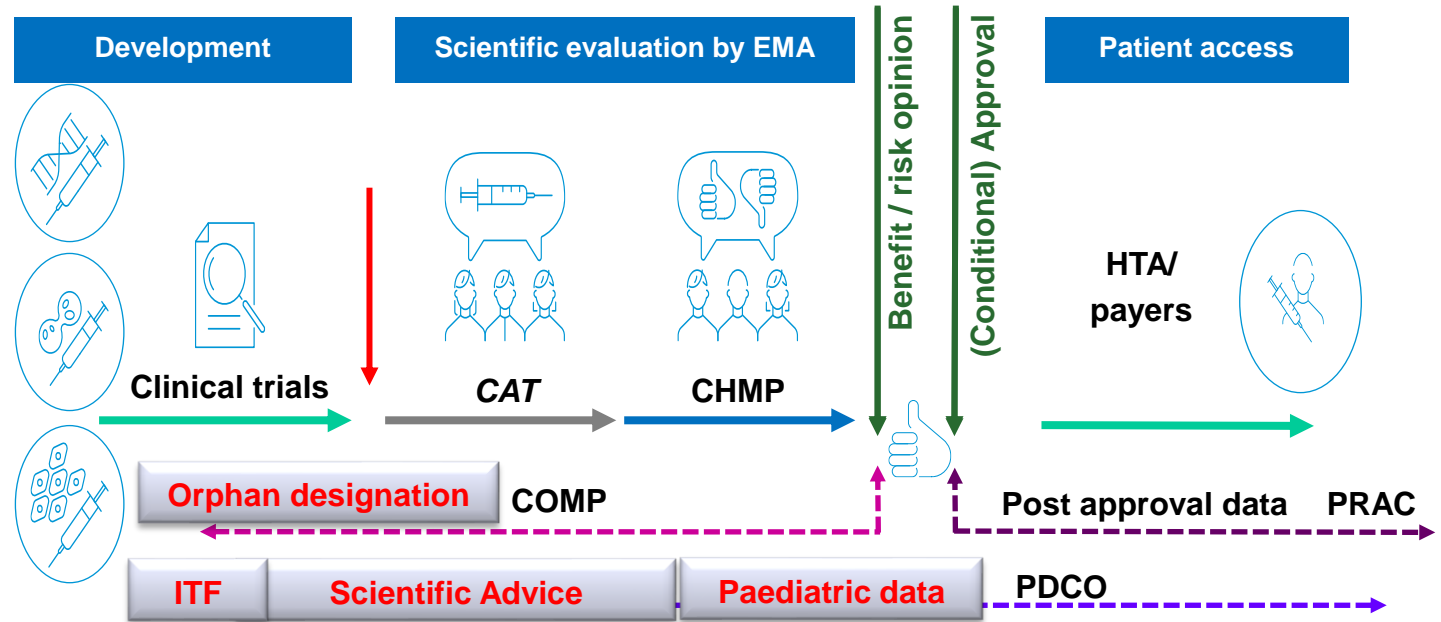 Development
Scientific evaluation by EMA
Patient access
Benefit / risk opinion
(Conditional) Approval
HTA/
payers
Clinical trials
CAT
CHMP
Orphan designation
COMP
Post approval data
PRAC
ITF
Scientific Advice
Paediatric data
PDCO